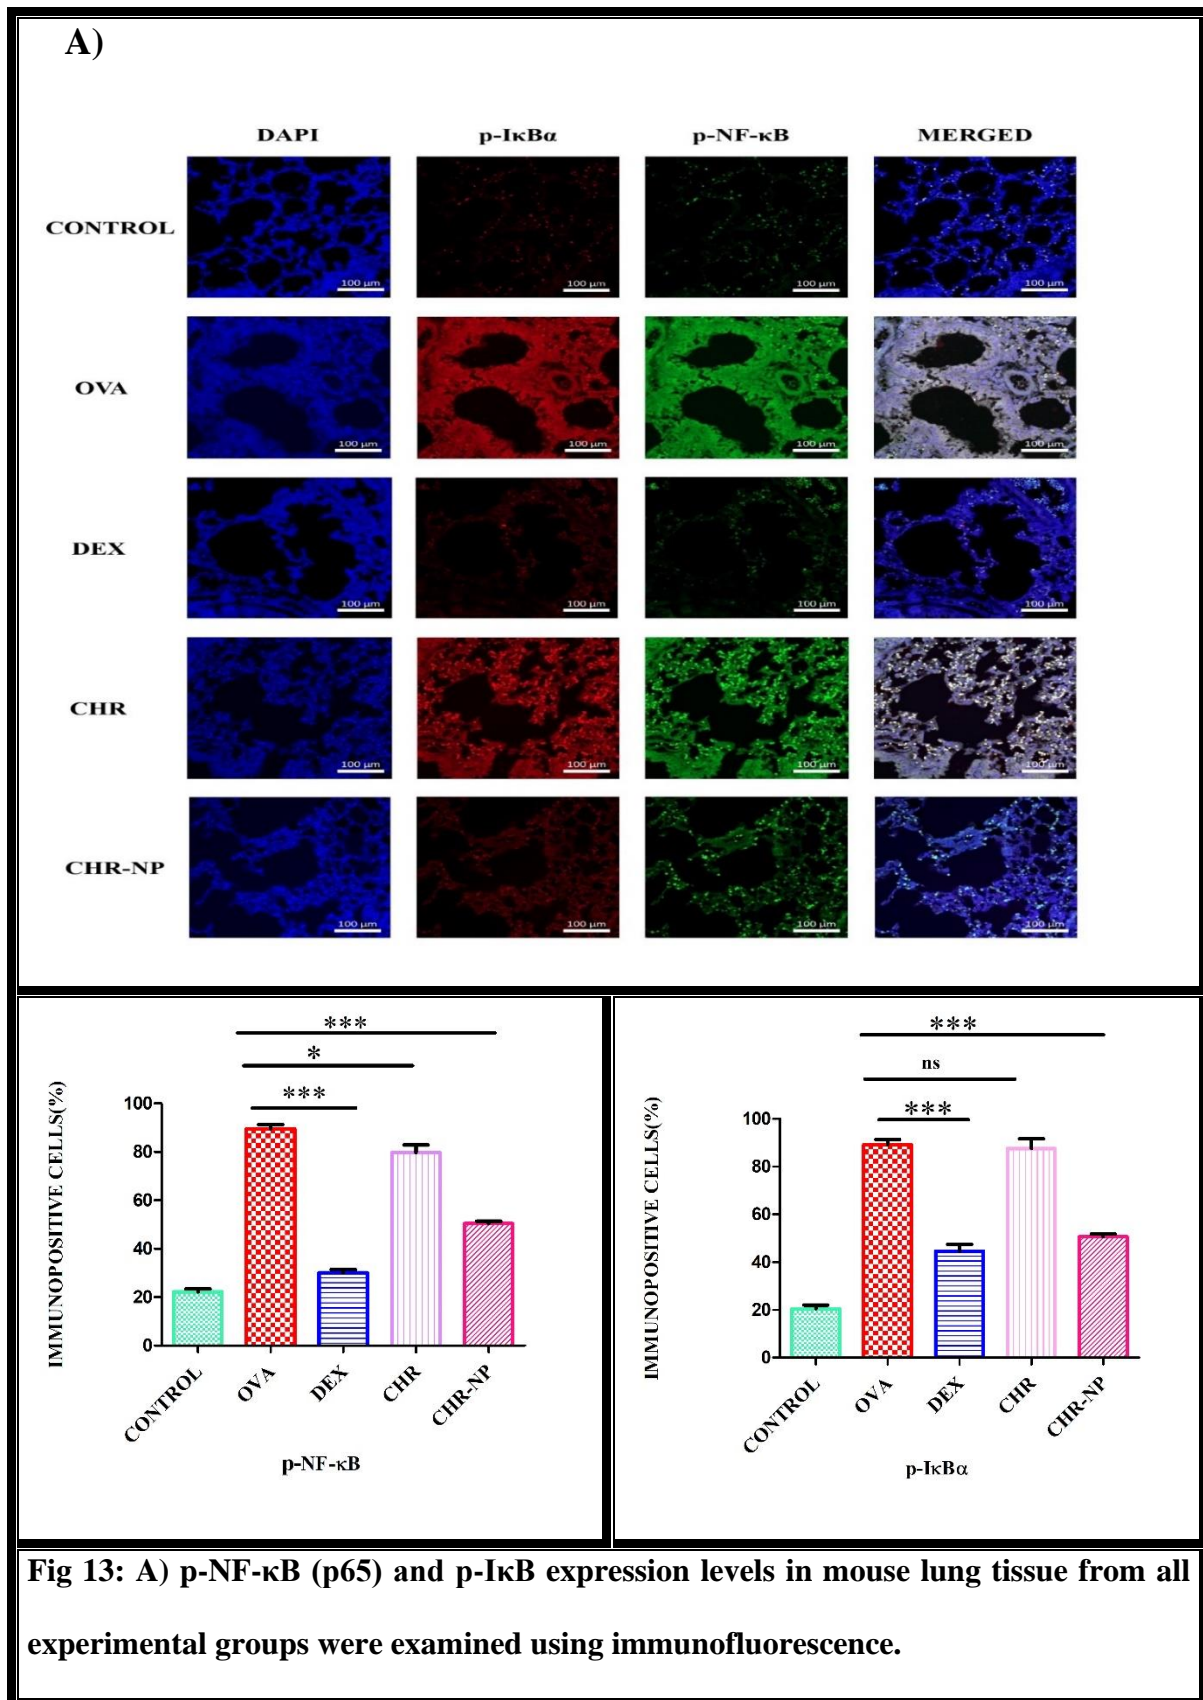 A)
DAPI p-IκBα p-NF-κB MERGED
CONTROL
100 µm 100 µm 100 µm 100 µm
OVA
100 µm 100 µm 100 µm 100 µm
DEX
100 µm 100 µm 100 µm 100 µm
CHR
100 µm 100 µm 100 µm 100 µm
CHR-NP
100 µm 100 µm 100 µm 100 µm
***
*
***
IMMUNOPOSITIVE CELLS(%)
100
80
60
40
20
0
CONTROL OVA DEX CHR CHR-NP
p-NF-κB
***
ns
***
IMMUNOPOSITIVE CELLS(%)
100
80
60
40
20
0
CONTROL OVA DEX CHR CHR-NP
p-IκBα
Fig 13: A) p-NF-κB (p65) and p-IκB expression levels in mouse lung tissue from all
experimental groups were examined using immunofluorescence.